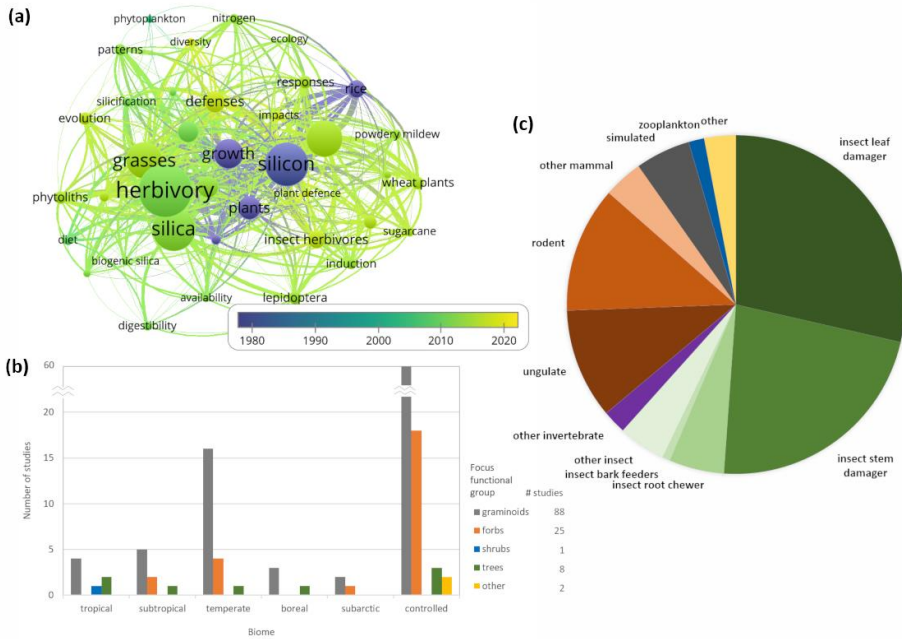 (a)
phytoplankton
nitrogen
patterns
diversity
ecology
silicification
defenses
responses
rice
evolution
impacts
powdery mildew
grasses
growth
silicon
herbivory
plant defence
wheat plants
phytoliths
plants
silica
sugarcane
diet
insect herbivores
biogenic silica
induction
availability
lepidoptera
digestibility
1980
1990
2000
2010
2020
(b)
60
20
15
10
5
0
Number of studies
tropical
subtropical
temperate
boreal
subarctic
controlled
Biome
Focus
functional
group # studies
graminoids 88
forbs 25
shrubs 1
trees 8
other 2
(c)
zooplankton
other
simulated
other mammal
rodent
ungulate
other invertebrate
other insect
insect bark feeders
insect root chewer
insect leaf
damager
insect stem
damager